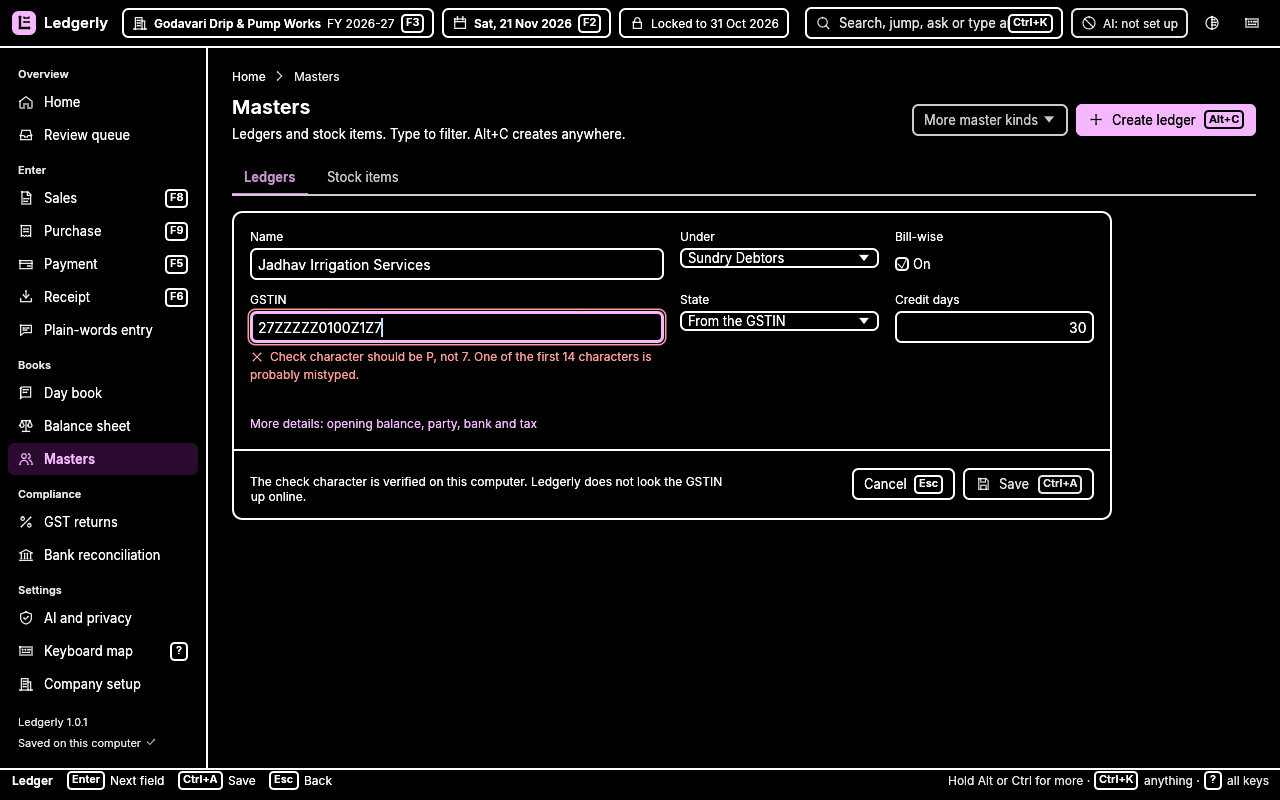 Ledgerly
Godavari Drip & Pump Works FY 2026-27 F3
Sat, 21 Nov 2026 F2
Locked to 31 Oct 2026
Search, jump, ask or type a Ctrl+K
AI: not set up
Overview
Home
Review queue
Enter
Sales F8
Purchase F9
Payment F5
Receipt F6
Plain-words entry
Books
Day book
Balance sheet
Masters
Compliance
GST returns
Bank reconciliation
Settings
AI and privacy
Keyboard map ?
Company setup
Ledgerly 1.0.1
Saved on this computer
Home Masters
Masters
Ledgers and stock items. Type to filter. Alt+C creates anywhere.
More master kinds
Create ledger Alt+C
Ledgers Stock items
Name
Jadhav Irrigation Services
Under
Sundry Debtors
Bill-wise
On
GSTIN
27ZZZZZ0100Z1Z7
Check character should be P, not 7. One of the first 14 characters is
probably mistyped.
State
From the GSTIN
Credit days
30
More details: opening balance, party, bank and tax
The check character is verified on this computer. Ledgerly does not look the GSTIN
up online.
Cancel Esc
Save Ctrl+A
Ledger Enter Next field Ctrl+A Save Esc Back
Hold Alt or Ctrl for more · Ctrl+K anything · ? all keys